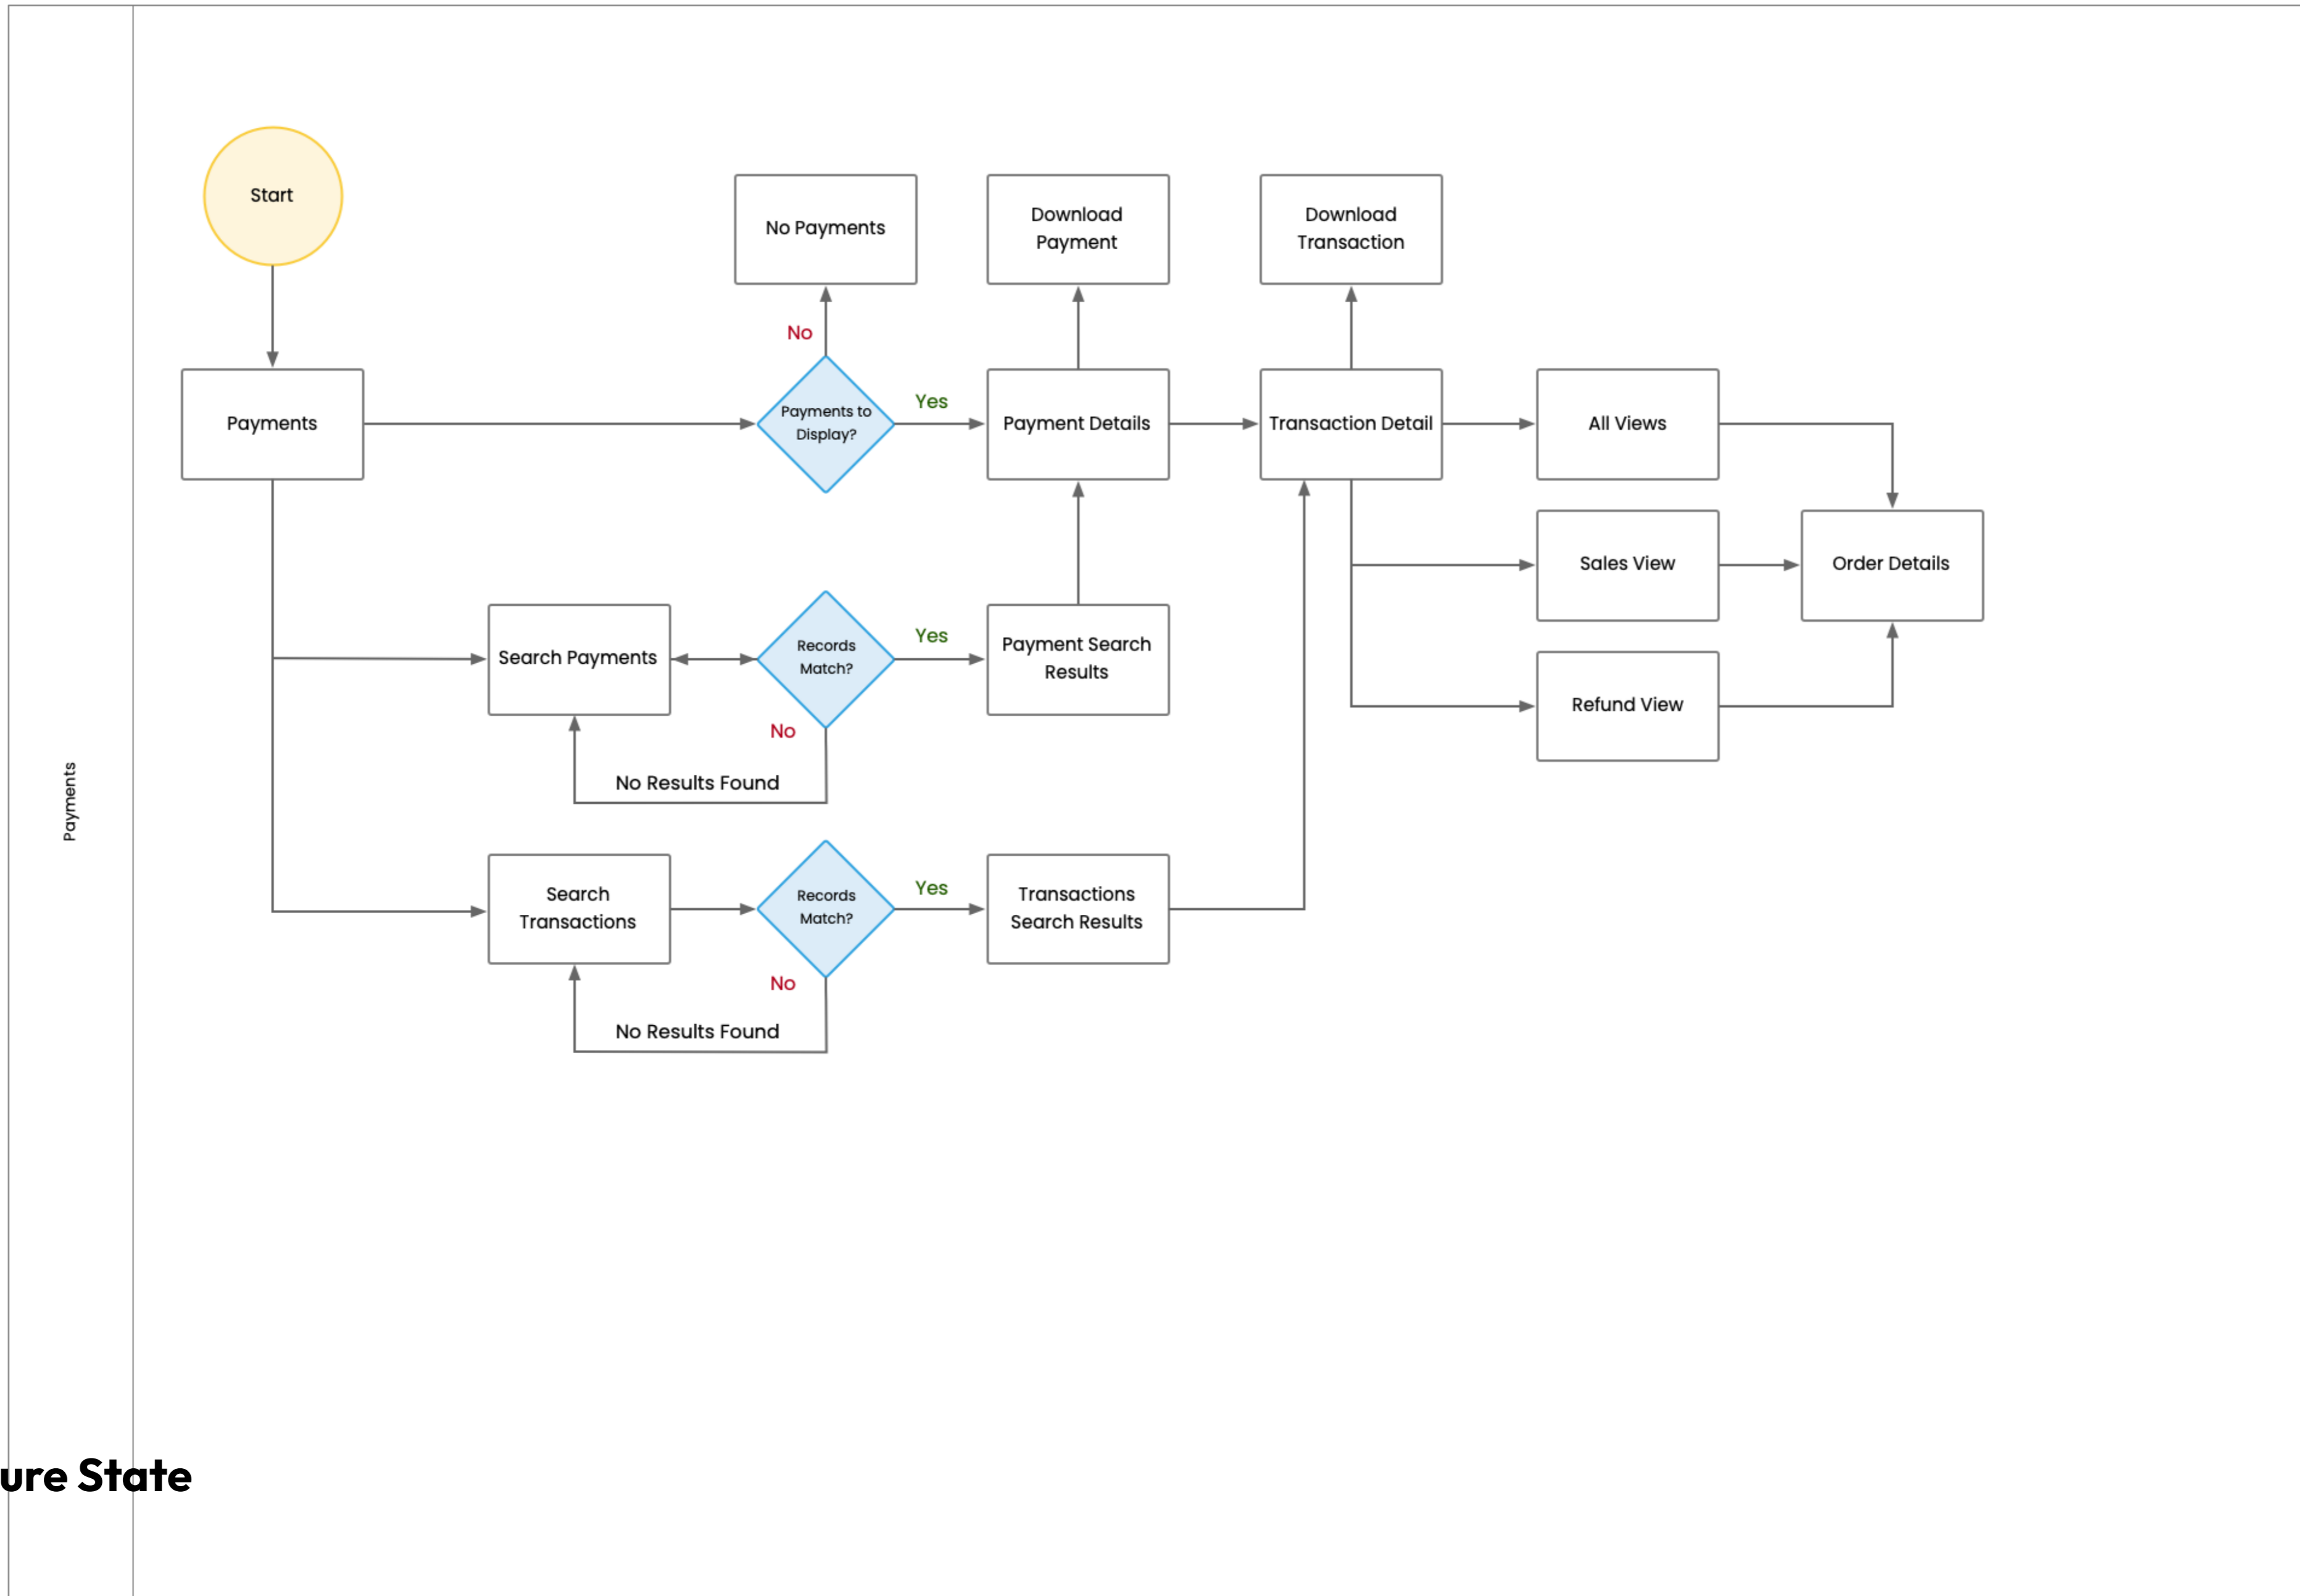 Start
No Payments
Download
Payment
Download
Transaction
No
Payments
Payments to
Display?
Yes
Payment Details
Transaction Detail
All Views
Sales View
Order Details
Search Payments
Records
Match?
Yes
Payment Search
Results
Refund View
No
No Results Found
Payments
Search
Transactions
Records
Match?
Yes
Transactions
Search Results
No
No Results Found
ure State